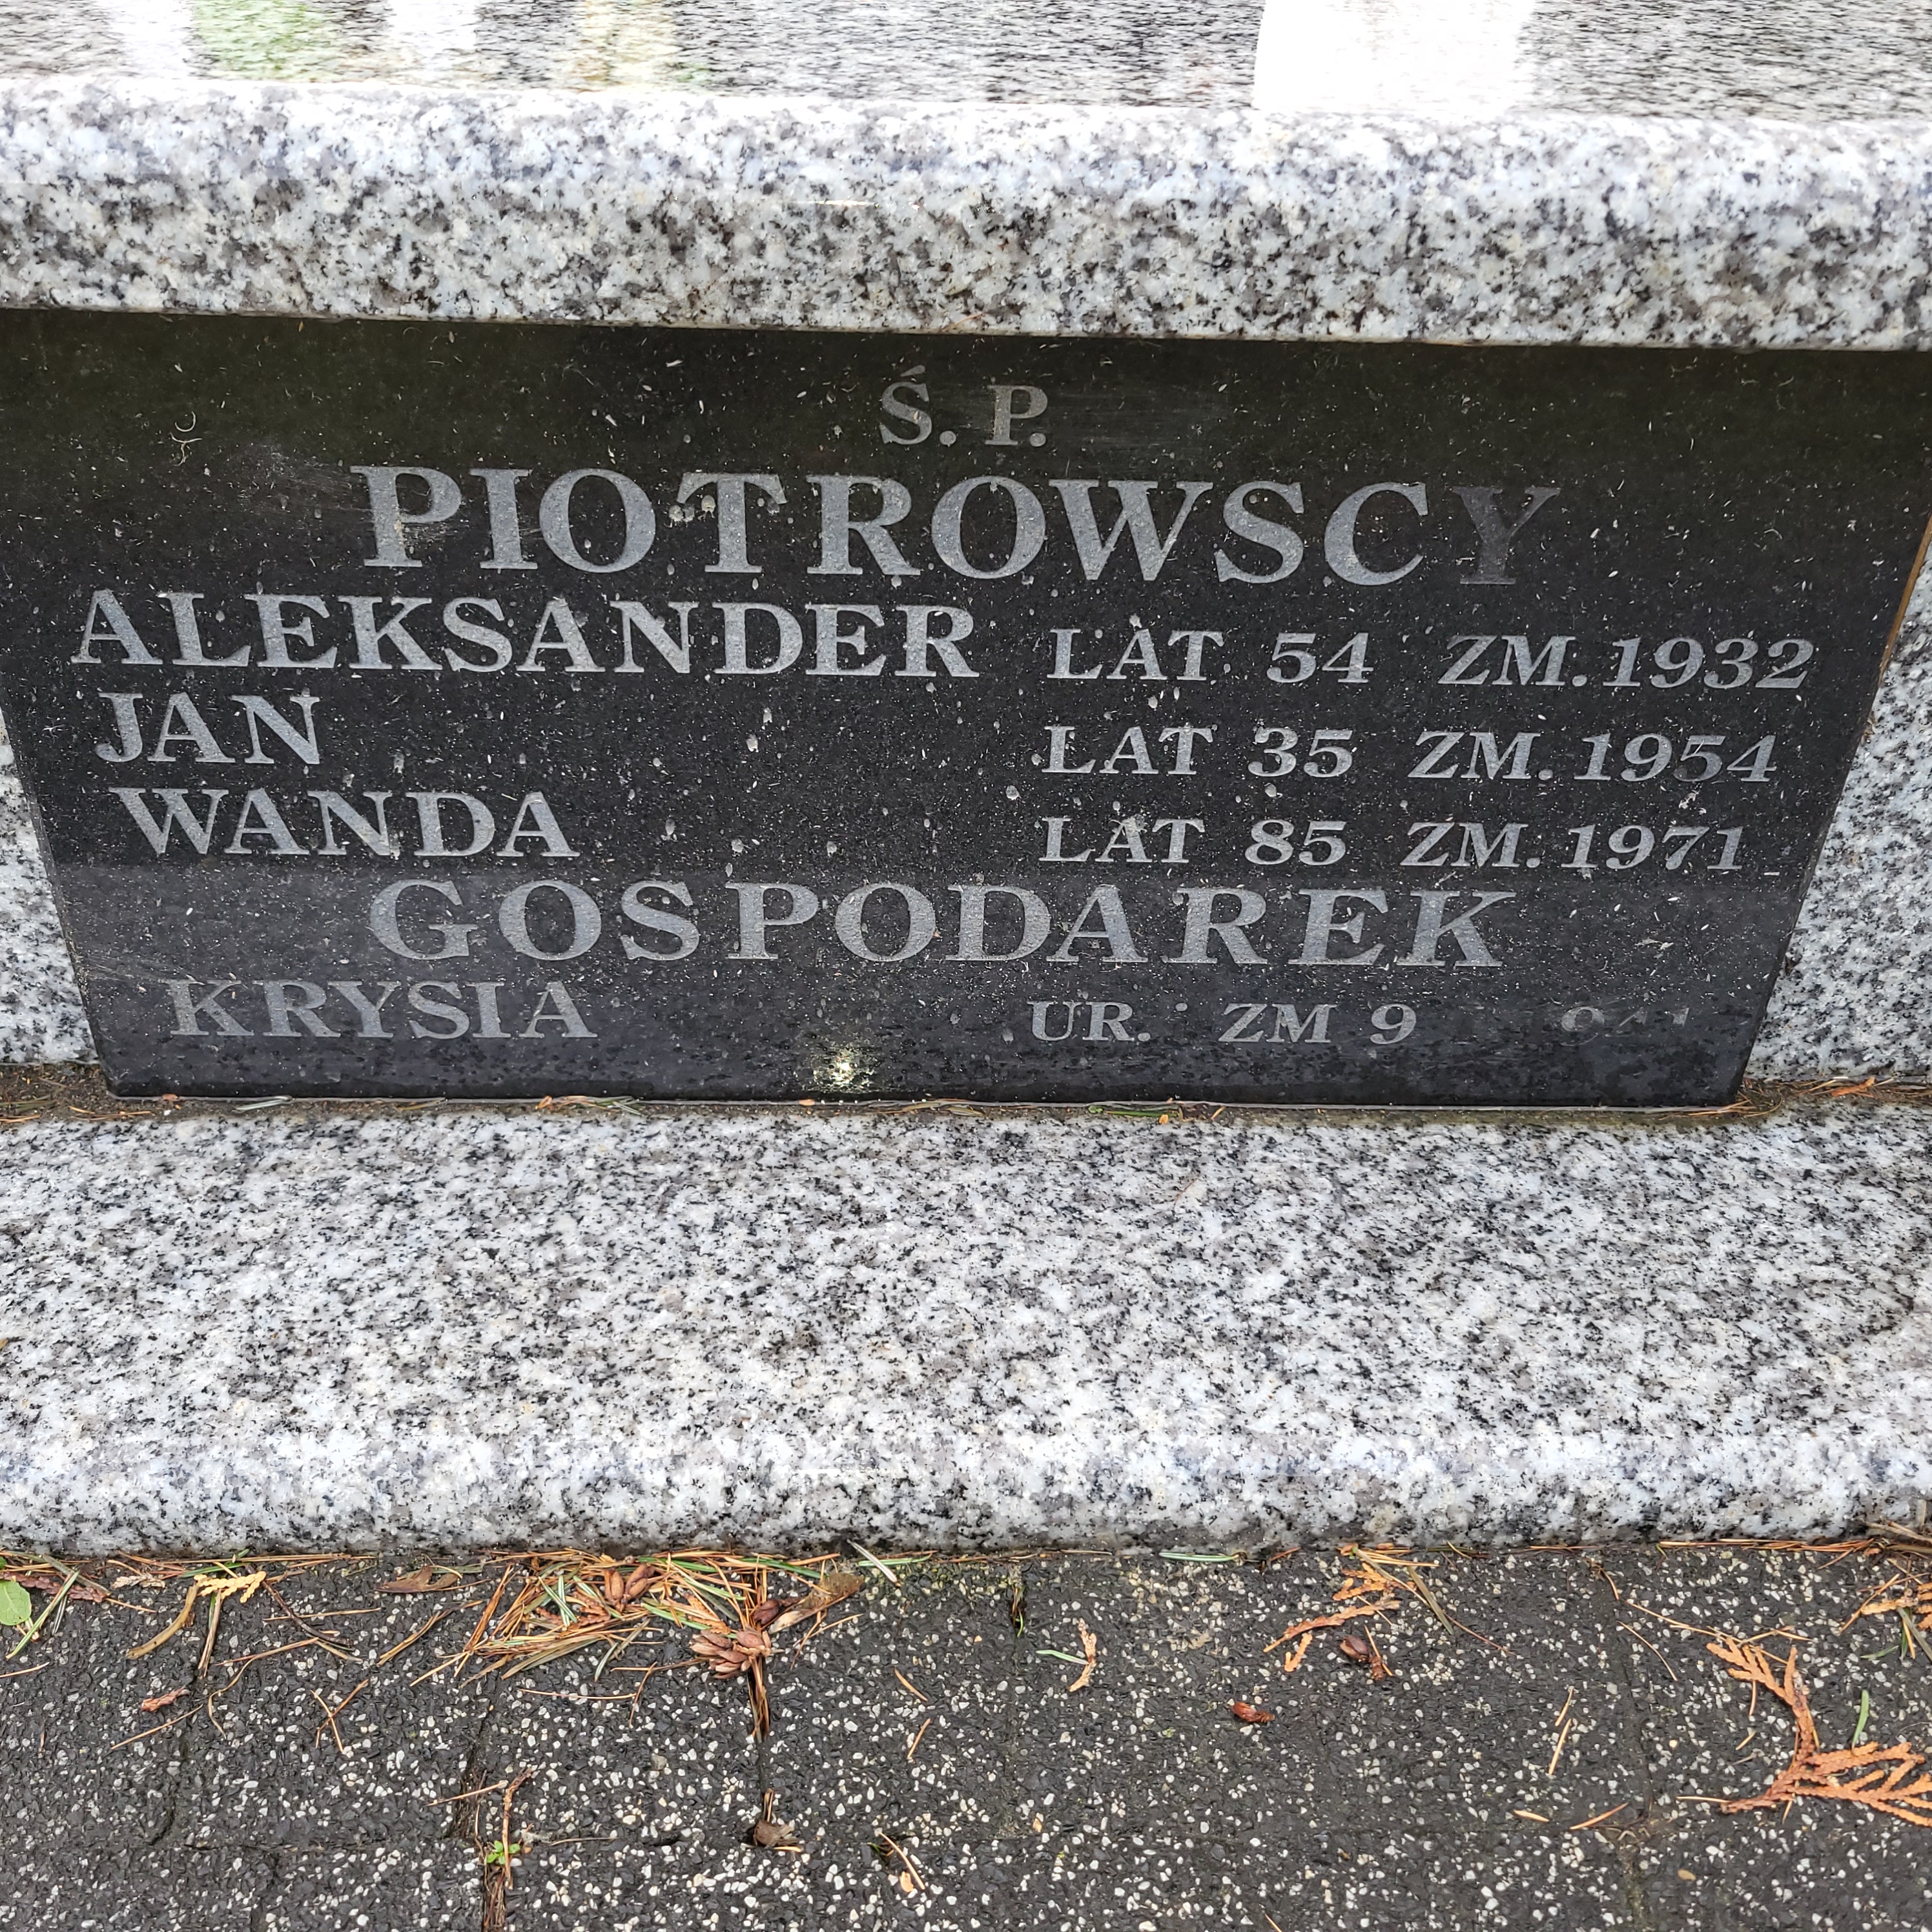 Ś. P.
PIOTROWSCY
ALEKSANDER LAT 54 ZM. 1932
JAN LAT 35 ZM. 1954
WANDA LAT 85 ZM. 1971
GOSPODAREK
KRYSIA UR. ZM 9